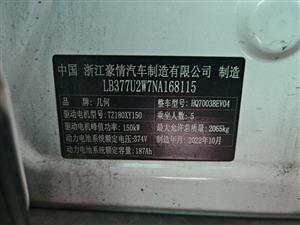 中国 浙江豪情汽车制造有限公司 制造
LB377U2W7NA168115
品牌：几何 整车型号：HQ7003BEV04
驱动电机型号：TZ180XY150 乘坐人数：5
驱动电机峰值功率：150kW 最大允许总质量：2065kg
动力电池系统额定电压：374V 制造年月：2022年10月
动力电池系统额定容量：187Ah